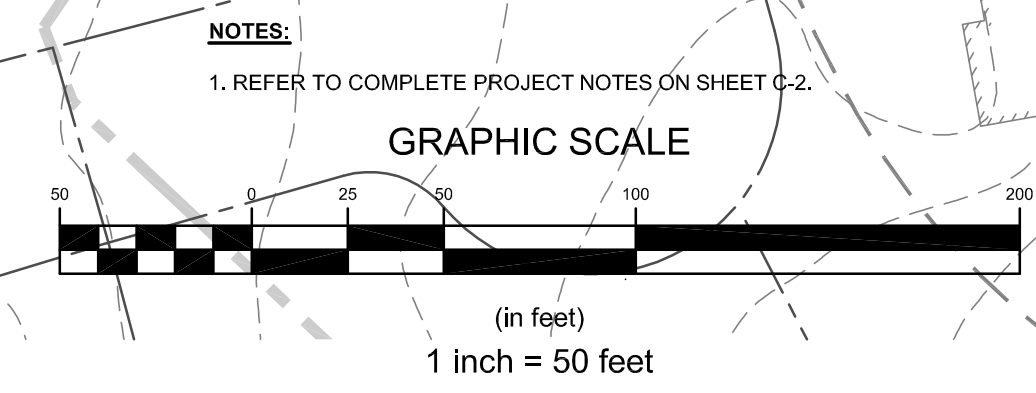 NOTES:
1. REFER TO COMPLETE PROJECT NOTES ON SHEET C-2.
GRAPHIC SCALE
50 0 25 50 100 200
(in feet)
1 inch = 50 feet